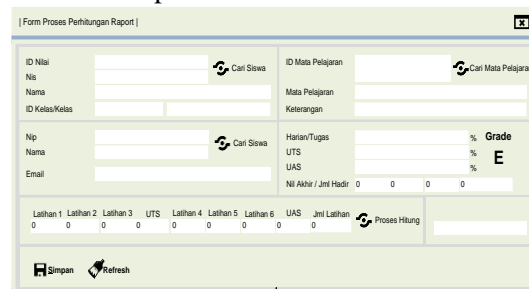 | Form Proses Perhitungan Raport |
ID Nilai
Cari Siswa
Nis
Nama
ID Kelas/Kelas
ID Mata Pelajaran
Cari Mata Pelajaran
Mata Pelajaran
Keterangan
Nip
Cari Siswa
Nama
Email
Harian/Tugas % Grade
UTS % E
UAS %
Nil Akhir / Jml Hadir 0 0 0 0
Latihan 1 Latihan 2 Latihan 3 UTS Latihan 4 Latihan 5 Latihan 6 UAS Jml Latihan
0 0 0 0 0 0 0 0 0
Proses Hitung
Simpan Refresh